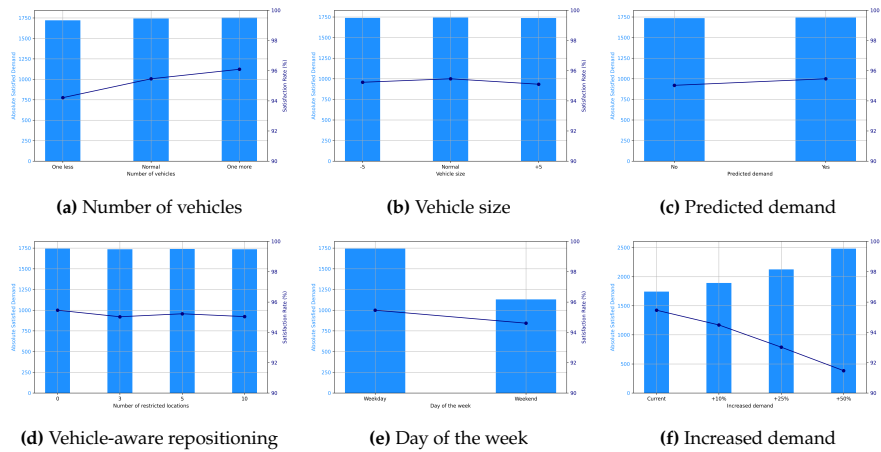 1750
1500
1250
1000
750
500
250
0
Absolute Satisfied Demand
100
98
96
94
92
90
Satisfaction Rate (%)
One less
Normal
One more
Number of vehicles
(a) Number of vehicles
1750
1500
1250
1000
750
500
250
0
Absolute Satisfied Demand
100
98
96
94
92
90
Satisfaction Rate (%)
-5
Normal
+5
Vehicle size
(b) Vehicle size
1750
1500
1250
1000
750
500
250
0
Absolute Satisfied Demand
100
98
96
94
92
90
Satisfaction Rate (%)
No
Yes
Predicted demand
(c) Predicted demand
1750
1500
1250
1000
750
500
250
0
Absolute Satisfied Demand
100
98
96
94
92
90
Satisfaction Rate (%)
0
3
5
10
Number of restricted locations
(d) Vehicle-aware repositioning
1750
1500
1250
1000
750
500
250
0
Absolute Satisfied Demand
100
98
96
94
92
90
Satisfaction Rate (%)
Weekday
Weekend
Day of the week
(e) Day of the week
2500
2000
1500
1000
500
0
Absolute Satisfied Demand
100
98
96
94
92
90
Satisfaction Rate (%)
Current
+10%
+25%
+50%
Increased demand
(f) Increased demand